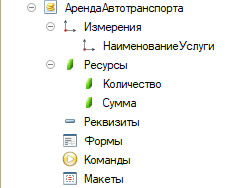 АрендаАвтотранспорта
Измерения
НаименованиеУслуги
Ресурсы
Количество
Сумма
Реквизиты
Формы
Команды
Макеты